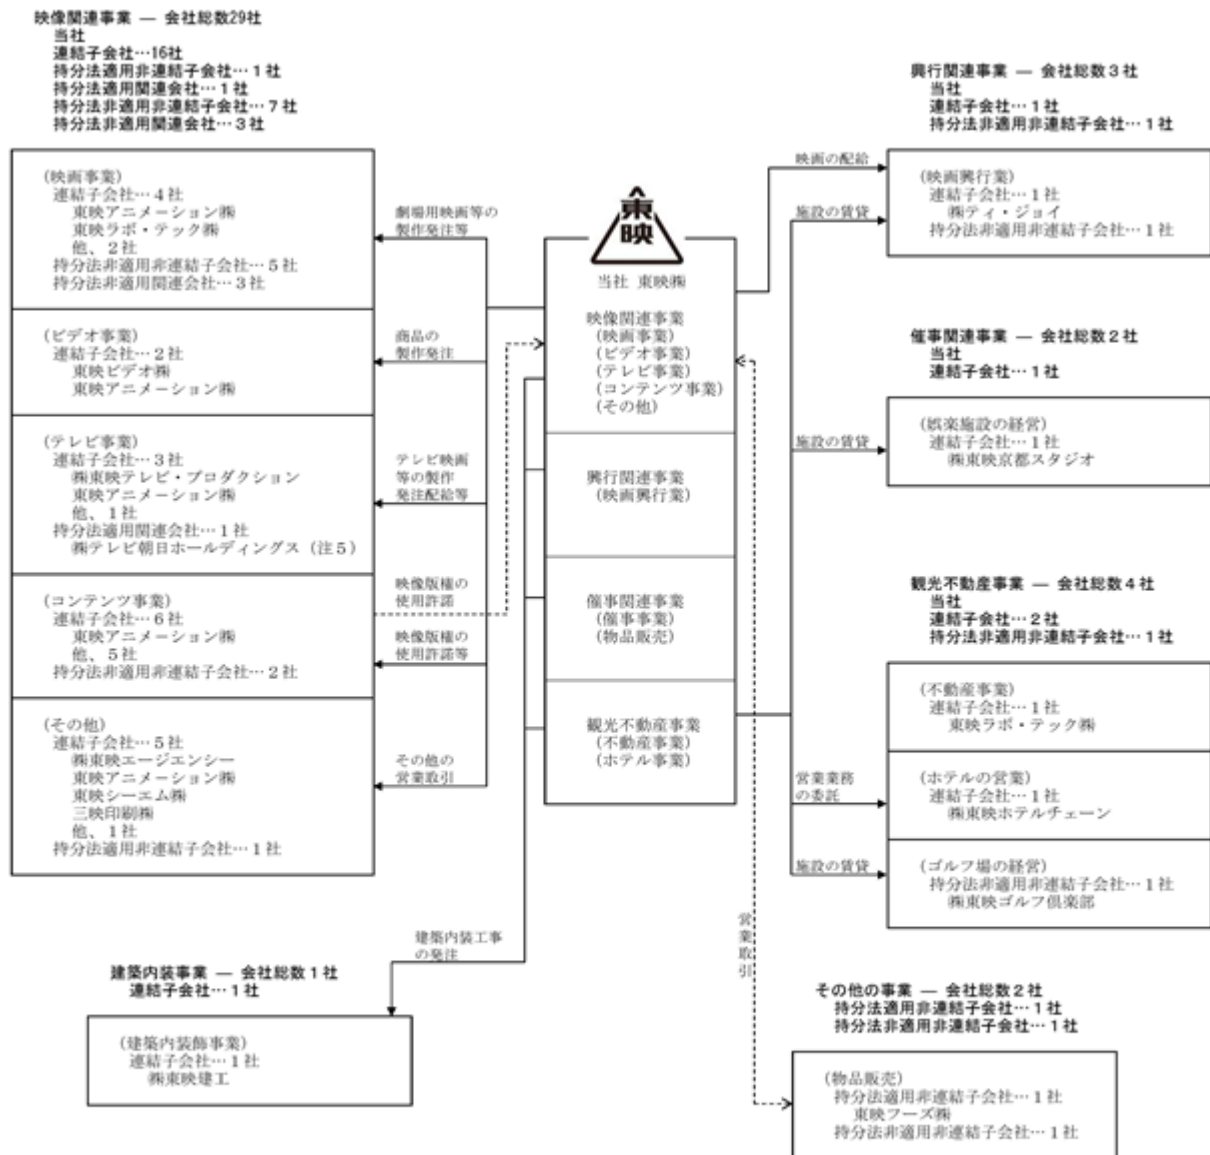 映像関連事業 ― 会社総数29社
当社
連結子会社…16社
持分法適用非連結子会社…１社
持分法適用関連会社…１社
持分法非適用非連結子会社…７社
持分法非適用関連会社…３社
(映画事業)
連結子会社…４社
東映アニメーション㈱
東映ラボ・テック㈱
他、２社
持分法非適用非連結子会社…５社
持分法非適用関連会社…３社
(ビデオ事業)
連結子会社…２社
東映ビデオ㈱
東映アニメーション㈱
(テレビ事業)
連結子会社…３社
㈱東映テレビ・プロダクション
東映アニメーション㈱
他、１社
持分法適用関連会社…１社
㈱テレビ朝日ホールディングス（注５）
(コンテンツ事業)
連結子会社…６社
東映アニメーション㈱
他、５社
持分法非適用非連結子会社…２社
(その他)
連結子会社…５社
㈱東映エージエンシー
東映アニメーション㈱
東映シーエム㈱
三映印刷㈱
他、１社
持分法適用非連結子会社…１社
劇場用映画等の
製作発注等
商品の
製作発注
テレビ映画
等の製作
発注配給等
映像版権の
使用許諾
映像版権の
使用許諾等
その他の
営業取引
建築内装工事
の発注
建築内装事業 ― 会社総数１社
連結子会社…１社
(建築内装飾事業)
連結子会社…１社
㈱東映建工
東映
当社 東映㈱
映像関連事業
(映画事業)
(ビデオ事業)
(テレビ事業)
(コンテンツ事業)
(その他)
興行関連事業
(映画興行業)
催事関連事業
(催事事業)
(物品販売)
観光不動産事業
(不動産事業)
(ホテル事業)
映画の配給
施設の賃貸
施設の賃貸
営業業務
の委託
施設の賃貸
営業取引
興行関連事業 ― 会社総数３社
当社
連結子会社…１社
持分法非適用非連結子会社…１社
(映画興行業)
連結子会社…１社
㈱ティ・ジョイ
持分法非適用非連結子会社…１社
催事関連事業 ― 会社総数２社
当社
連結子会社…１社
(娯楽施設の経営)
連結子会社…１社
㈱東映京都スタジオ
観光不動産事業 ― 会社総数４社
当社
連結子会社…２社
持分法非適用非連結子会社…１社
(不動産事業)
連結子会社…１社
東映ラボ・テック㈱
(ホテルの営業)
連結子会社…１社
㈱東映ホテルチェーン
(ゴルフ場の経営)
持分法非適用非連結子会社…１社
㈱東映ゴルフ倶楽部
その他の事業 ― 会社総数２社
持分法適用非連結子会社…１社
持分法非適用非連結子会社…１社
(物品販売)
持分法適用非連結子会社…１社
東映フーズ㈱
持分法非適用非連結子会社…１社